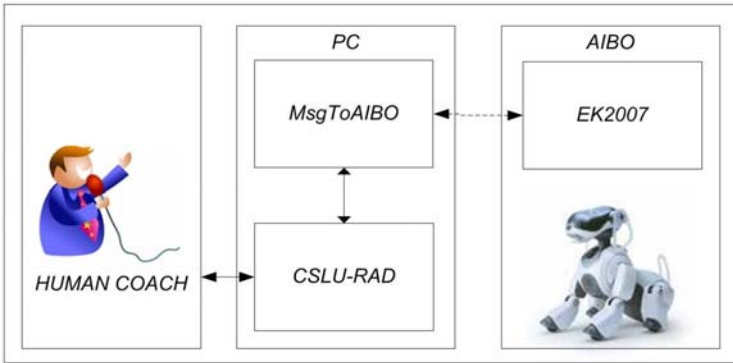 PC
AIBO
MsgToAIBO
EK2007
HUMAN COACH
CSLU-RAD